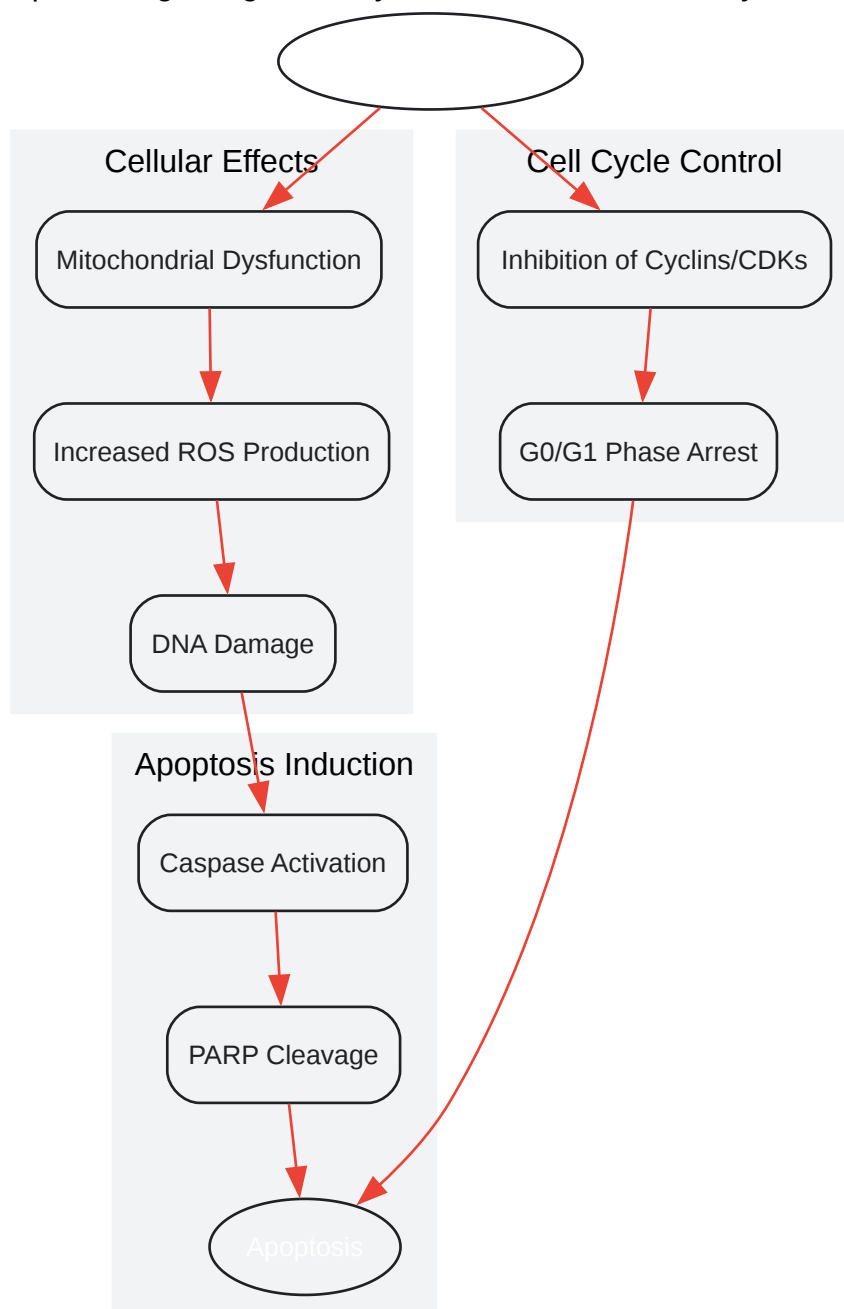 Cellular Effects
Cell Cycle Control
Mitochondrial Dysfunction
Inhibition of Cyclins/CDKs
Increased ROS Production
G0/G1 Phase Arrest
DNA Damage
Apoptosis Induction
Caspase Activation
PARP Cleavage
Apoptosis